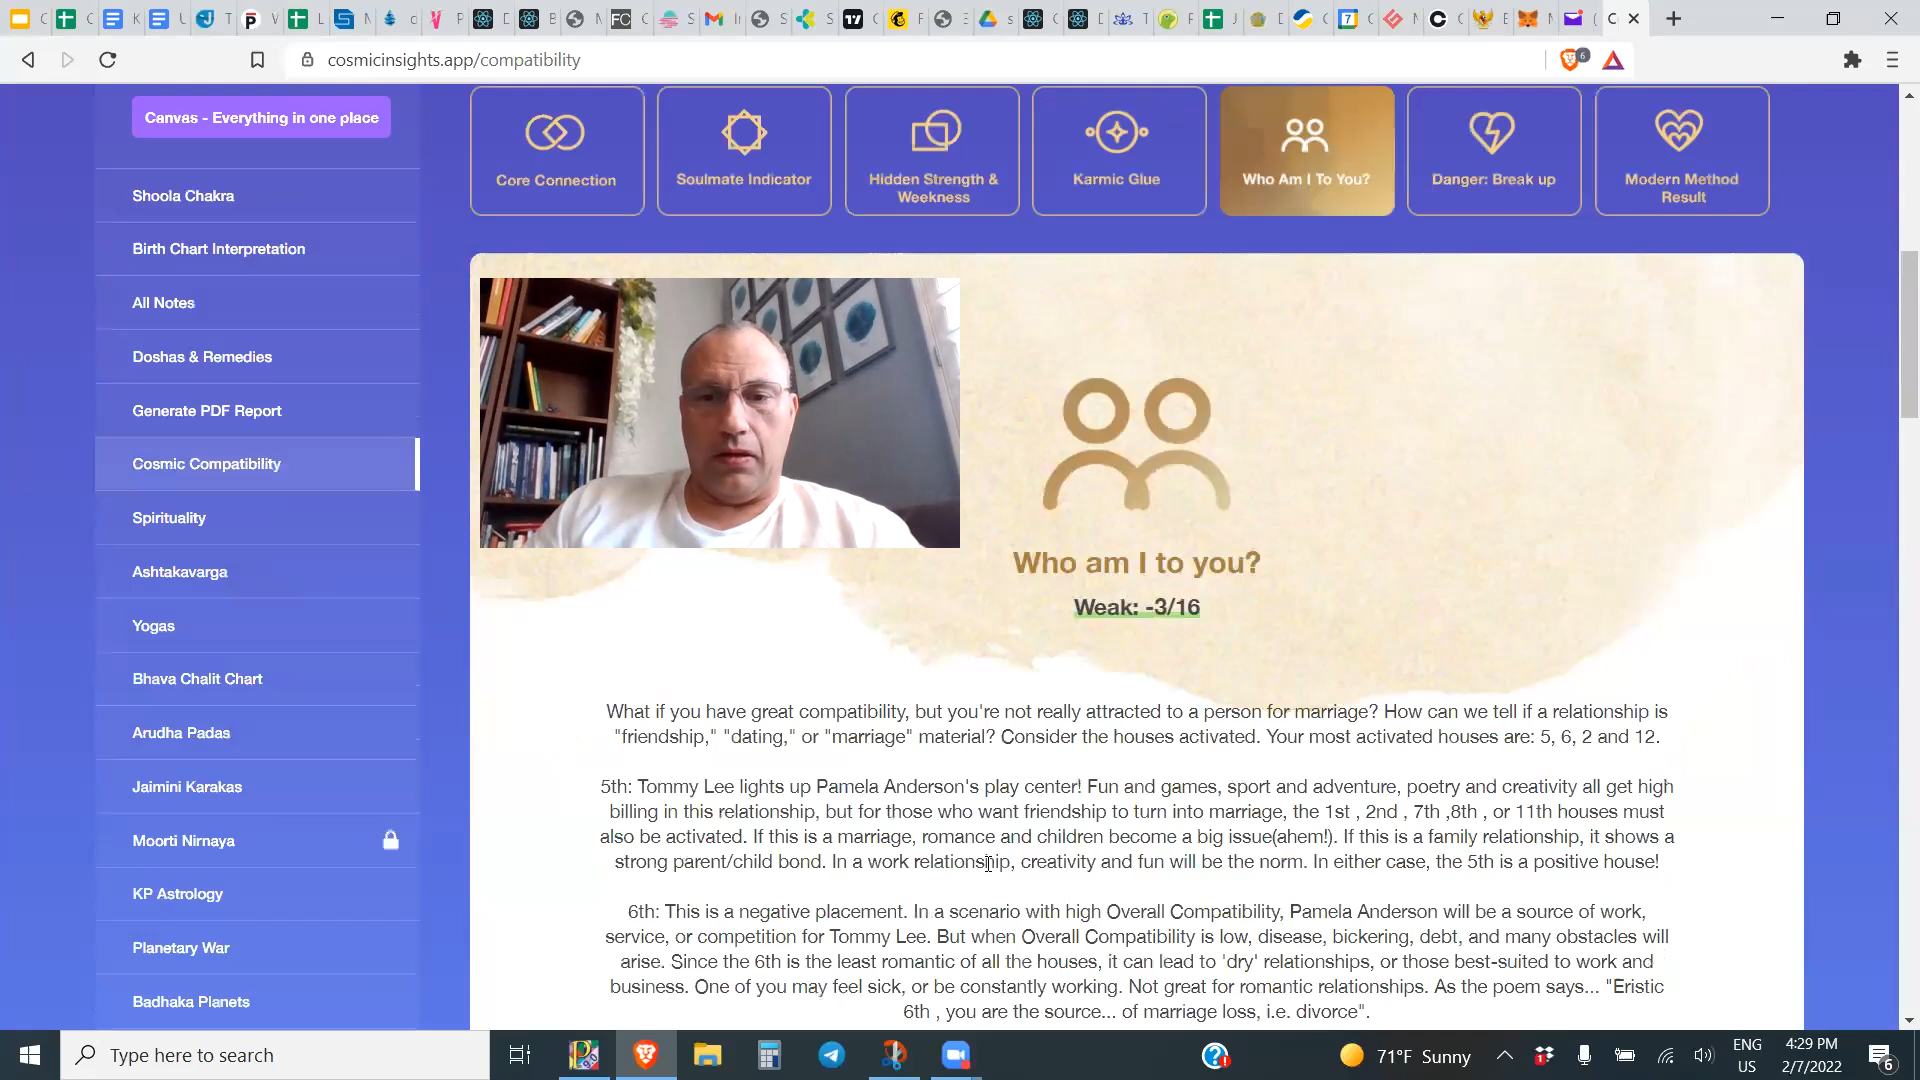 cosmicinsights.app/compatibility
6
Canvas - Everything in one place
Shoola Chakra
Birth Chart Interpretation
All Notes
Doshas & Remedies
Generate PDF Report
Cosmic Compatibility
Spirituality
Ashtakavarga
Yogas
Bhava Chalit Chart
Arudha Padas
Jaimini Karakas
Moorti Nirnaya
KP Astrology
Planetary War
Badhaka Planets
Core Connection
Soulmate Indicator
Hidden Strength &
Weekness
Karmic Glue
Who Am I To You?
Danger: Break up
Modern Method
Result
Who am I to you?
Weak: -3/16
What if you have great compatibility, but you're not really attracted to a person for marriage? How can we tell if a relationship is
"friendship," "dating," or "marriage" material? Consider the houses activated. Your most activated houses are: 5, 6, 2 and 12.
5th: Tommy Lee lights up Pamela Anderson's play center! Fun and games, sport and adventure, poetry and creativity all get high
billing in this relationship, but for those who want friendship to turn into marriage, the 1st , 2nd , 7th ,8th , or 11th houses must
also be activated. If this is a marriage, romance and children become a big issue(ahem!). If this is a family relationship, it shows a
strong parent/child bond. In a work relationship, creativity and fun will be the norm. In either case, the 5th is a positive house!
6th: This is a negative placement. In a scenario with high Overall Compatibility, Pamela Anderson will be a source of work,
service, or competition for Tommy Lee. But when Overall Compatibility is low, disease, bickering, debt, and many obstacles will
arise. Since the 6th is the least romantic of all the houses, it can lead to 'dry' relationships, or those best-suited to work and
business. One of you may feel sick, or be constantly working. Not great for romantic relationships. As the poem says... "Eristic
6th , you are the source... of marriage loss, i.e. divorce".
Type here to search
71°F Sunny
ENG
US
4:29 PM
2/7/2022
6